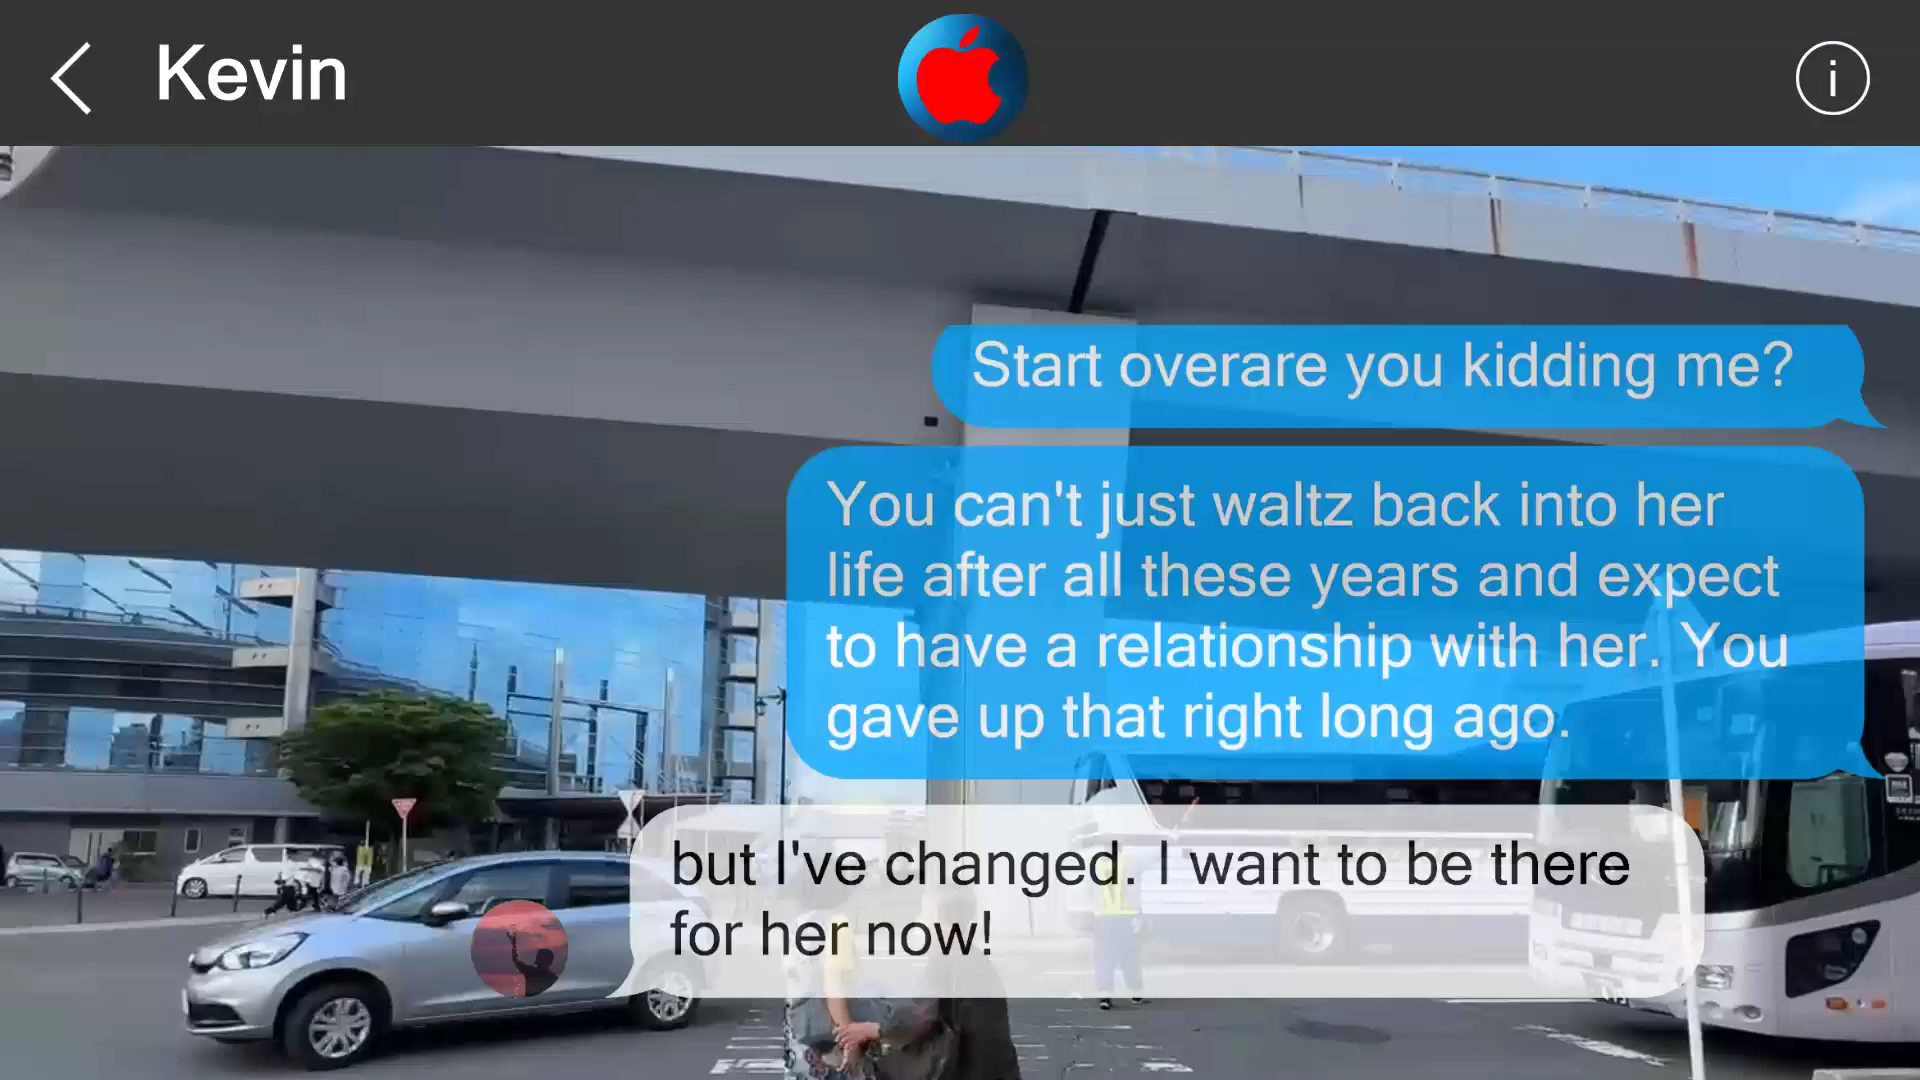 Kevin
i
Start overare you kidding me?
You can't just waltz back into her
life after all these years and expect
to have a relationship with her. You
gave up that right long ago.
but I've changed. I want to be there
for her now!